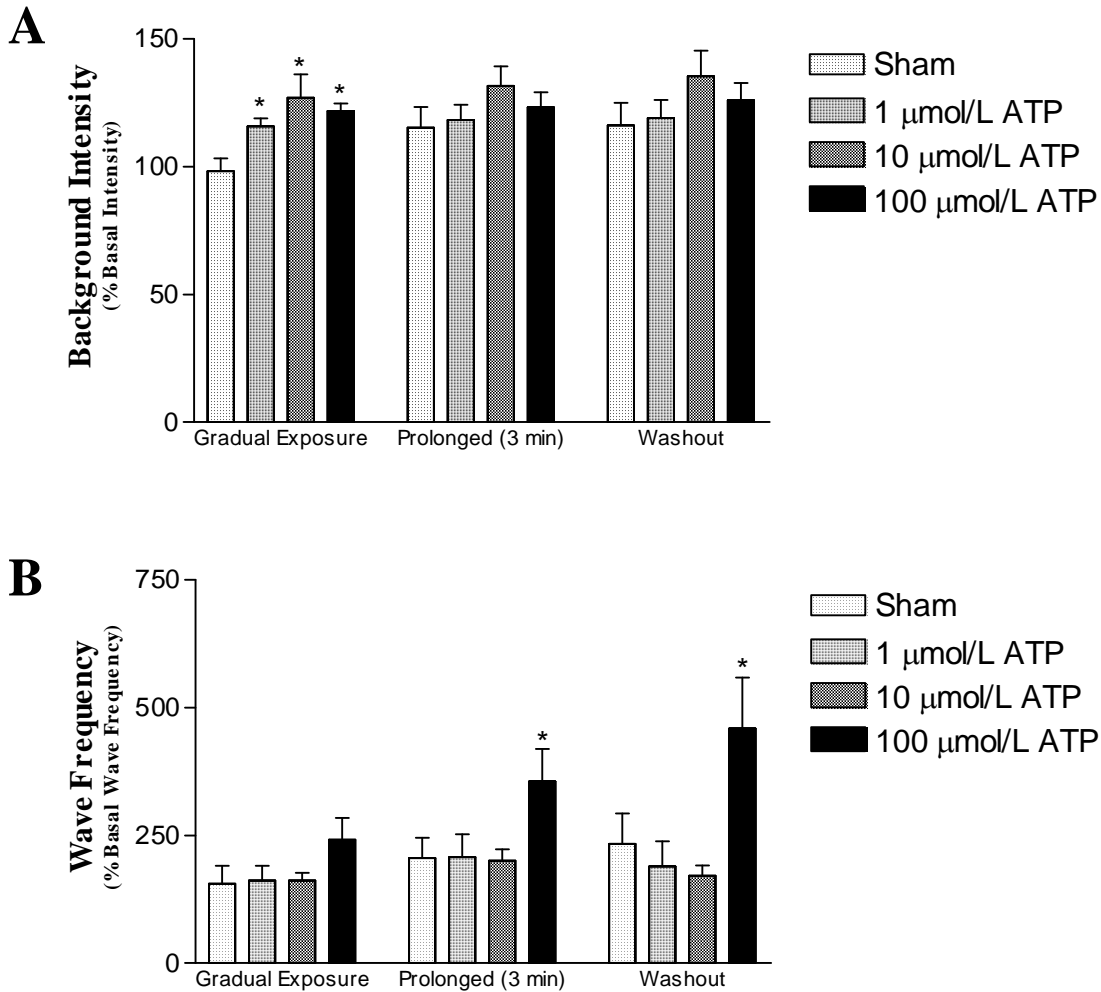 A
Background Intensity
(%Basal Intensity)
150
100
50
0
* * *
Gradual Exposure Prolonged (3 min) Washout
Sham
1 μmol/L ATP
10 μmol/L ATP
100 μmol/L ATP
B
Wave Frequency
(%Basal Wave Frequency)
750
500
250
0
* *
Gradual Exposure Prolonged (3 min) Washout
Sham
1 μmol/L ATP
10 μmol/L ATP
100 μmol/L ATP